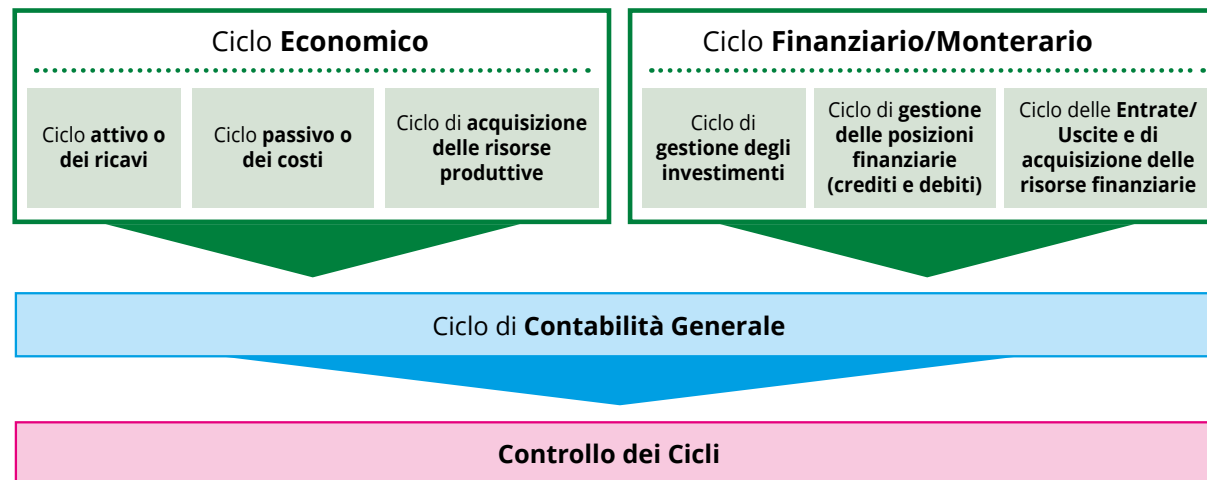 Ciclo Economico
Ciclo attivo o
dei ricavi
Ciclo passivo o
dei costi
Ciclo di acquisizione
delle risorse
produttive
Ciclo Finanziario/Monterario
Ciclo di
gestione degli
investimenti
Ciclo di gestione
delle posizioni
finanziarie
(crediti e debiti)
Ciclo delle Entrate/
Uscite e di
acquisizione delle
risorse finanziarie
Ciclo di Contabilità Generale
Controllo dei Cicli